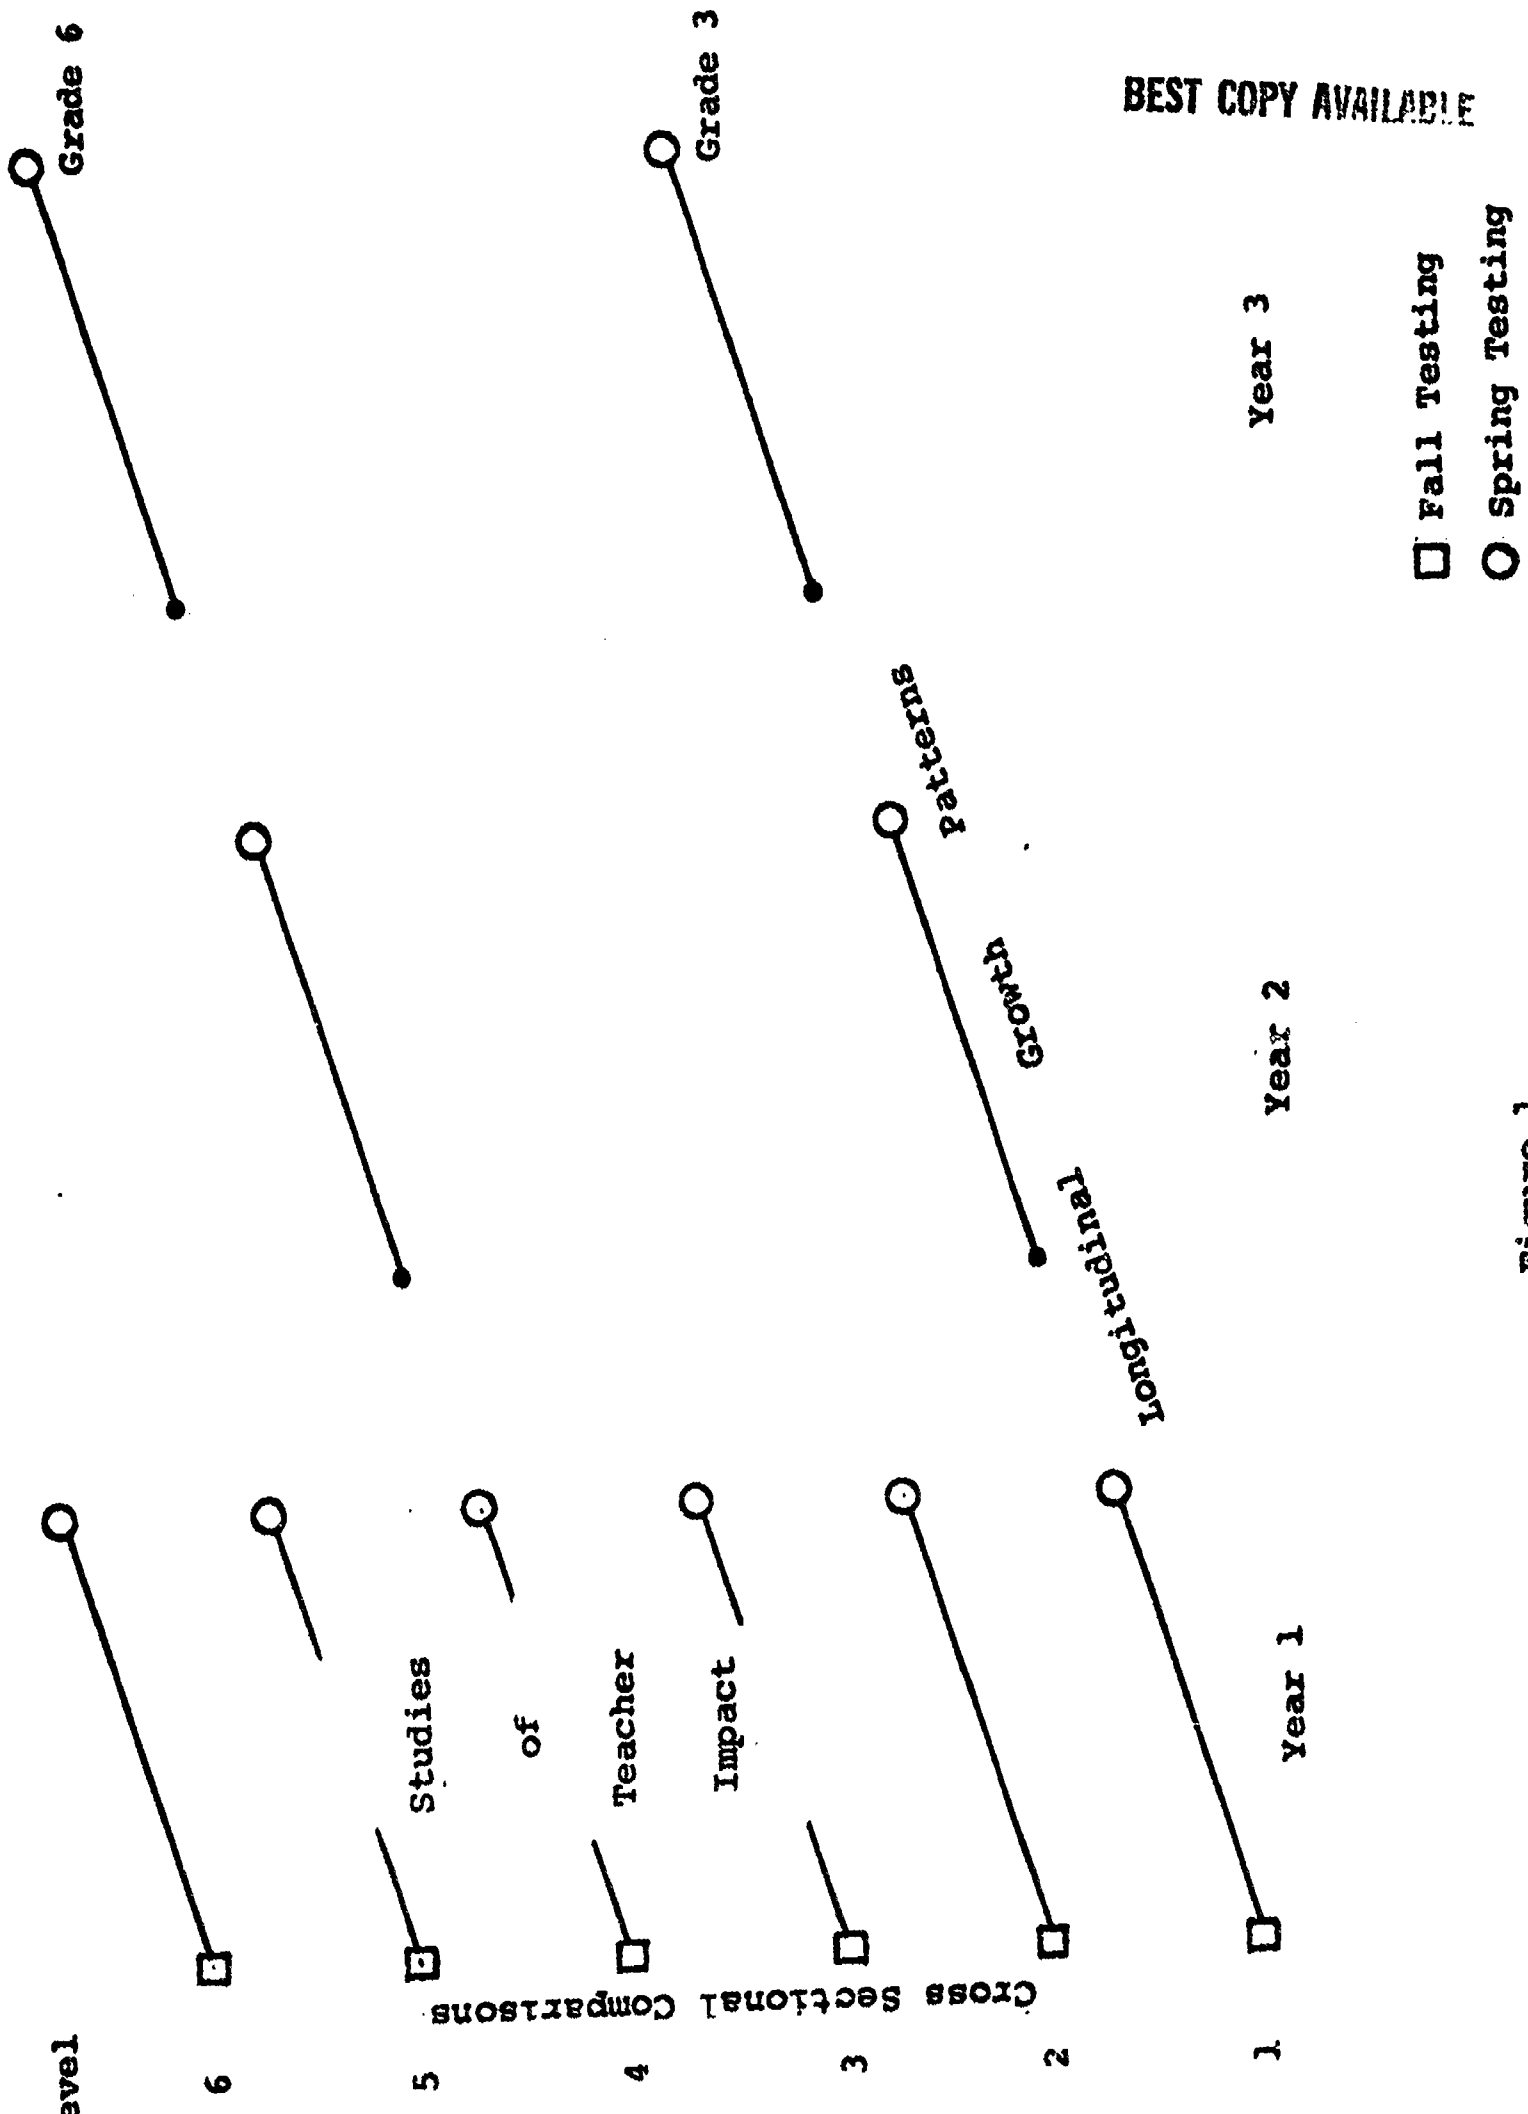 Grade 6
Grade 3
BEST COPY AVAILABLE
evel
6
5
4
3
2
1
Cross Sectional Comparisons
Studies
of
Teacher
Impact
Longitudinal Growth Patterns
Year 1
Year 2
Year 3
Fall Testing
Spring Testing